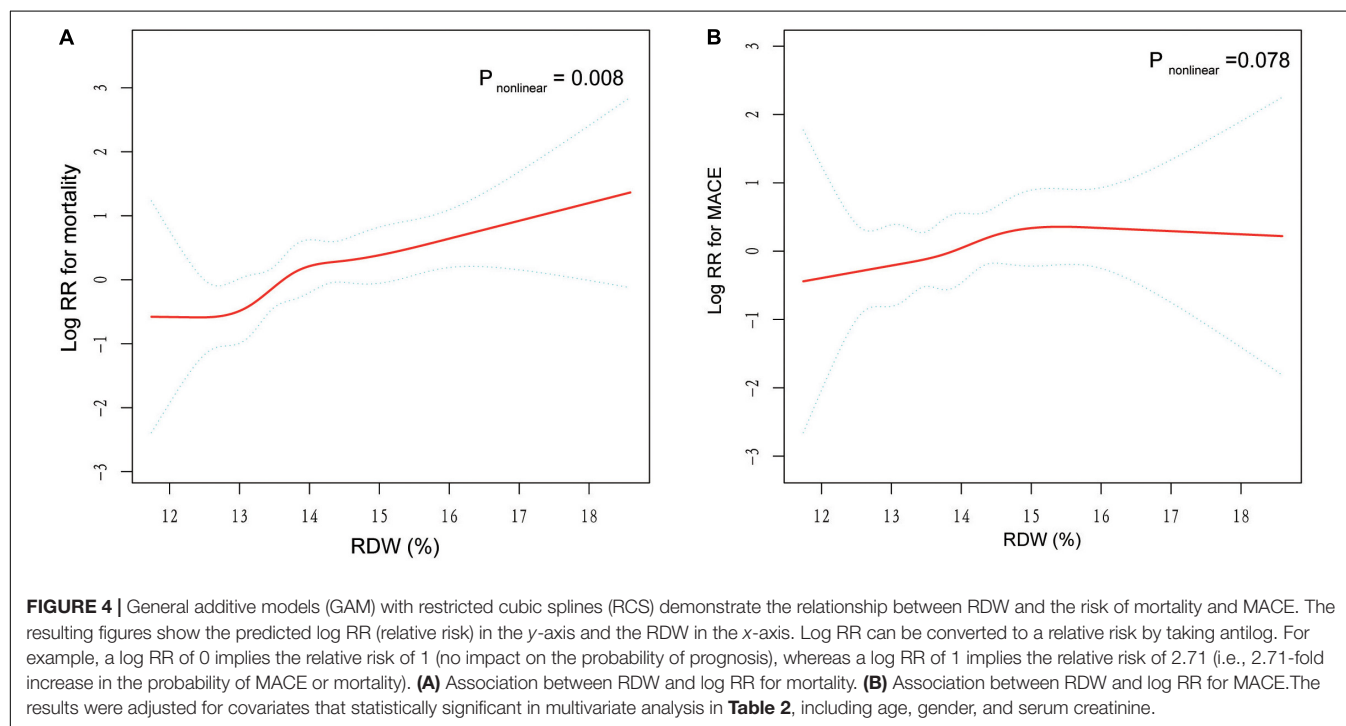 A
P nonlinear = 0.008
Log RR for mortality
3
2
1
0
−1
−2
−3
12 13 14 15 16 17 18
RDW (%)
B
P nonlinear =0.078
Log RR for MACE
3
2
1
0
−1
−2
−3
12 13 14 15 16 17 18
RDW (%)
FIGURE 4 | General additive models (GAM) with restricted cubic splines (RCS) demonstrate the relationship between RDW and the risk of mortality and MACE. The
resulting figures show the predicted log RR (relative risk) in the y-axis and the RDW in the x-axis. Log RR can be converted to a relative risk by taking antilog. For
example, a log RR of 0 implies the relative risk of 1 (no impact on the probability of prognosis), whereas a log RR of 1 implies the relative risk of 2.71 (i.e., 2.71-fold
increase in the probability of MACE or mortality). (A) Association between RDW and log RR for mortality. (B) Association between RDW and log RR for MACE.The
results were adjusted for covariates that statistically significant in multivariate analysis in Table 2, including age, gender, and serum creatinine.